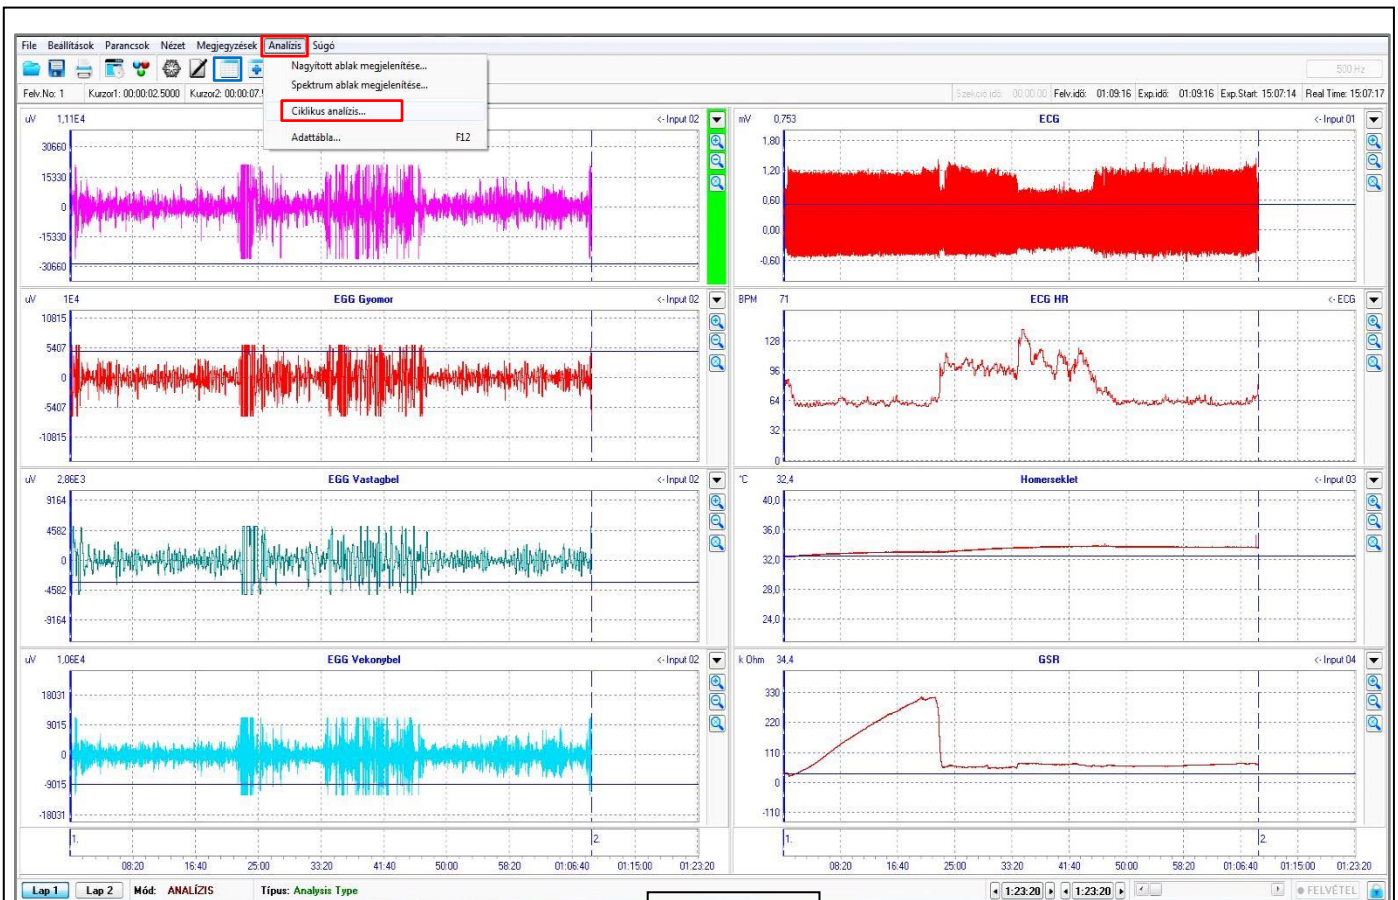 File Beállítások Parancsok Nézet Megjegyzések Analízis Súgó
Nagyított ablak megjelenítése...
Spektrum ablak megjelenítése...
Ciklikus analízis...
Adattábla... F12
500 Hz
Felv.No: 1 Kurzor1: 00:00:02.5000 Kurzor2: 00:00:07. Szekció idő: 00:00:00 Felv.idő: 01:09:16 Exp.idő: 01:09:16 Exp.Start: 15:07:14 Real Time: 15:07:17
uV 1,11E4 <- Input 02
30660
15330
0
-15330
-30660
uV 1E4 EGG Gyomor <- Input 02
10815
5407
0
-5407
-10815
uV 2,86E3 EGG Vastagbel <- Input 02
9164
4582
0
-4582
-9164
uV 1,06E4 EGG Vekonybel <- Input 02
18031
9015
0
-9015
-18031
1. 2.
08:20 16:40 25:00 33:20 41:40 50:00 58:20 01:06:40 01:15:00 01:23:20
mV 0,753 ECG <- Input 01
1,80
1,20
0,60
0,00
-0,60
BPM 71 ECG HR <- ECG
128
96
64
32
0
°C 32,4 Homerseklet <- Input 03
40,0
36,0
32,0
28,0
24,0
k Ohm 34,4 GSR <- Input 04
330
220
110
0
-110
1. 2.
08:20 16:40 25:00 33:20 41:40 50:00 58:20 01:06:40 01:15:00 01:23:20
Lap 1 Lap 2 Mód: ANALÍZIS Típus: Analysis Type 1:23:20 1:23:20 FELVÉTEL